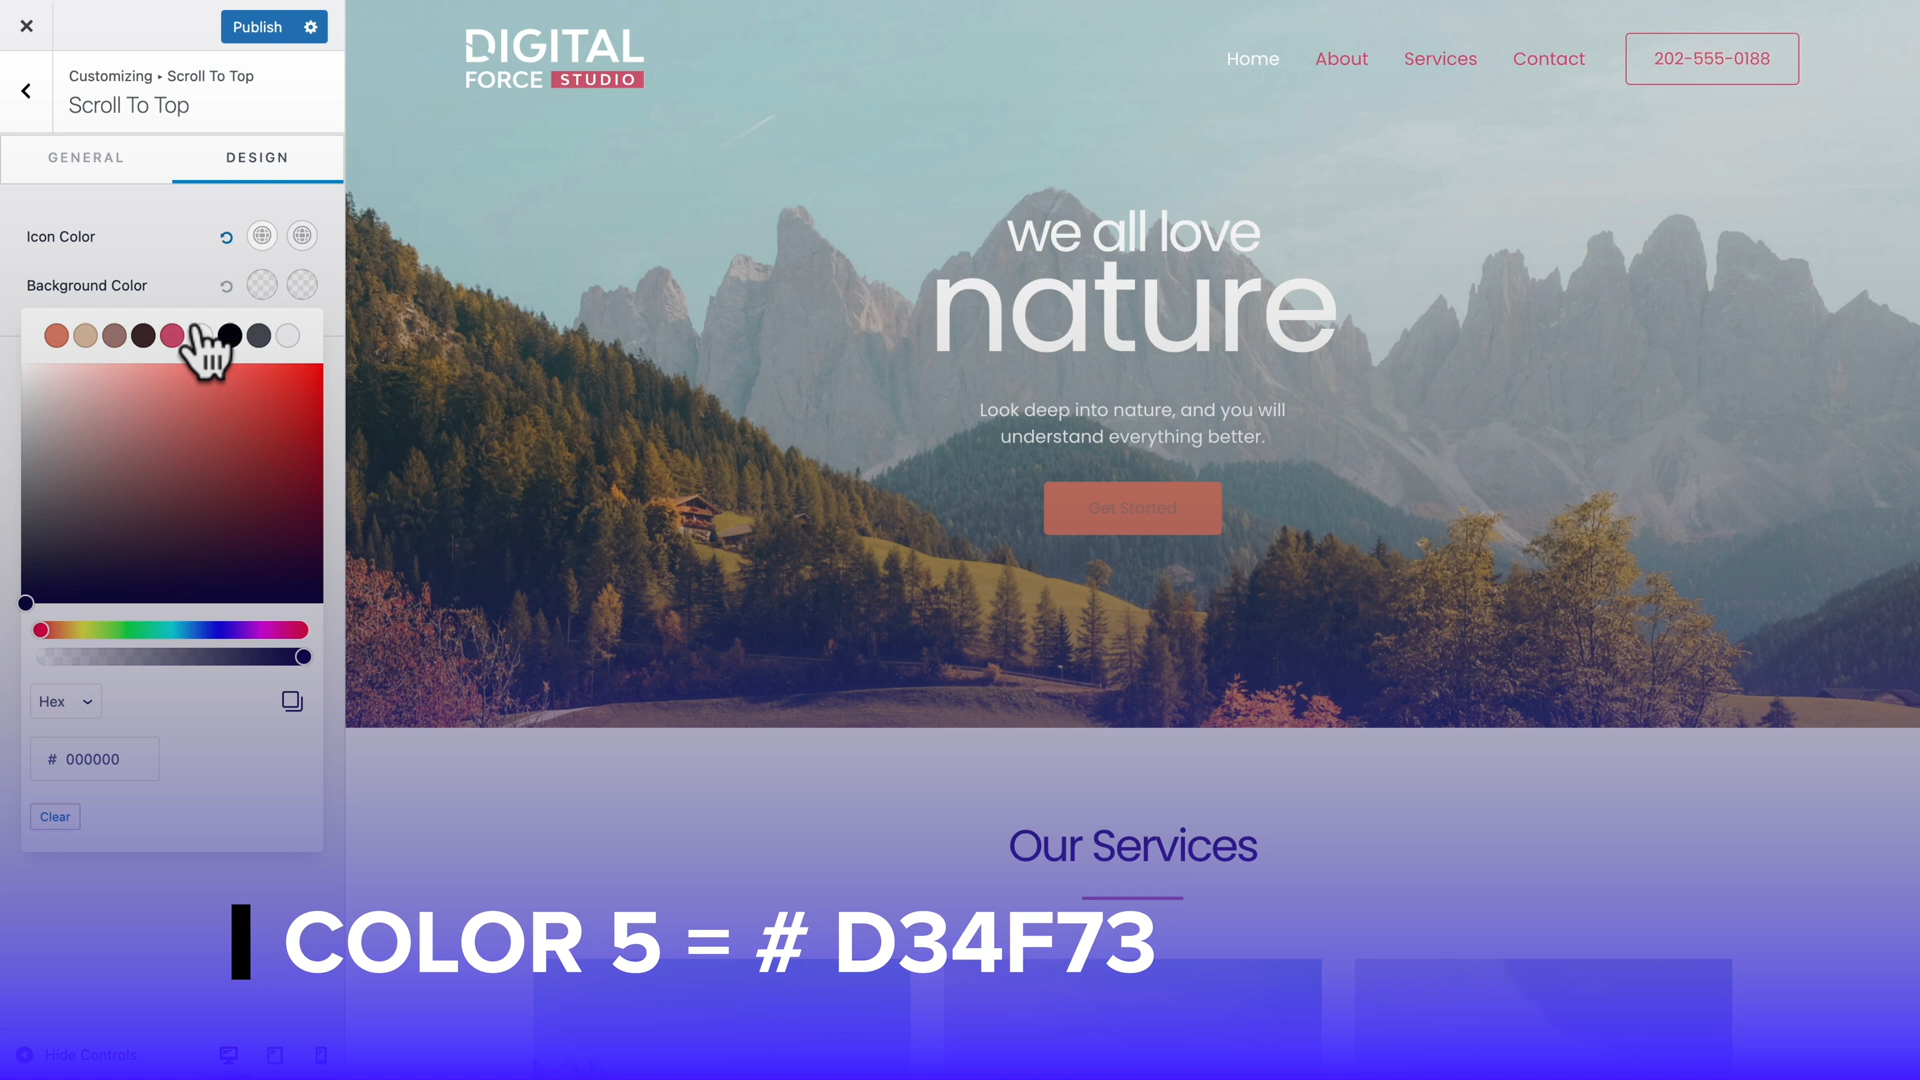 Publish
Customizing ▸ Scroll To Top
Scroll To Top
GENERAL
DESIGN
Icon Color
Background Color
Hex
# 000000
Clear
Hide Controls
DIGITAL
FORCE STUDIO
Home
About
Services
Contact
202-555-0188
we all love
nature
Look deep into nature, and you will
understand everything better.
Get Started
Our Services
COLOR 5 = # D34F73